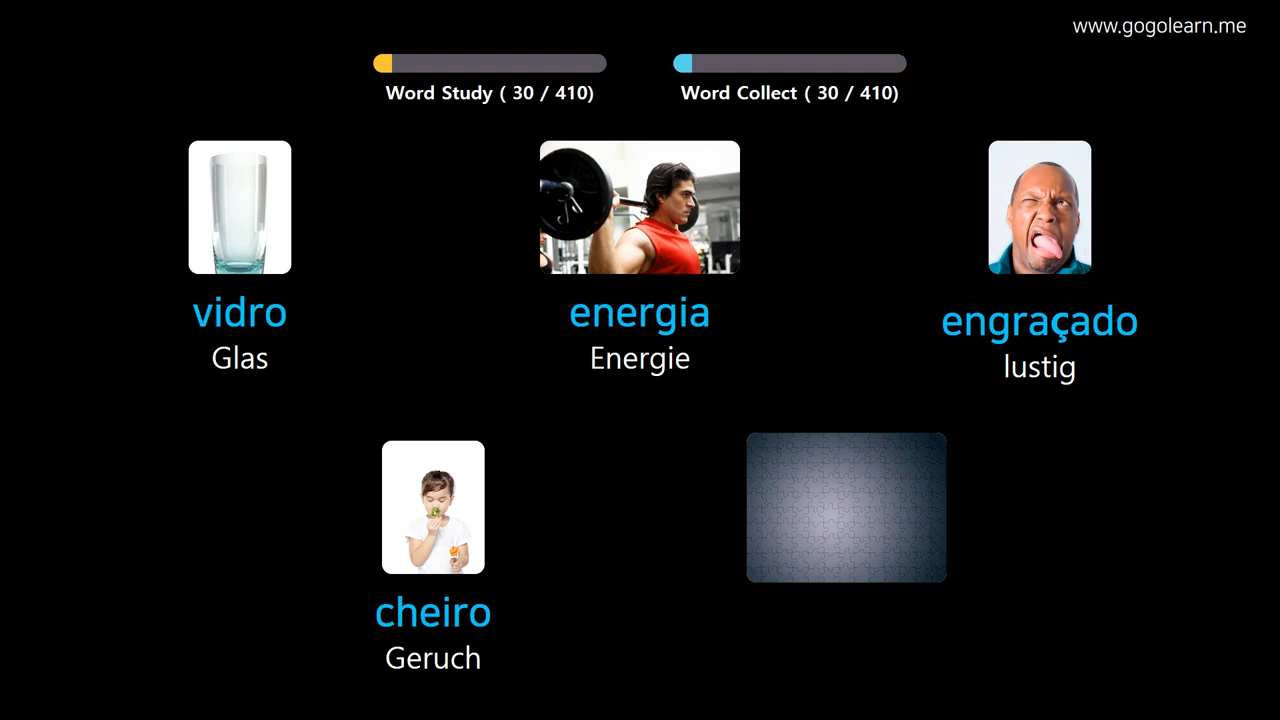 www.gogolearn.me
Word Study ( 30 / 410)
Word Collect ( 30 / 410)
vidro
Glas
energia
Energie
engraçado
lustig
cheiro
Geruch